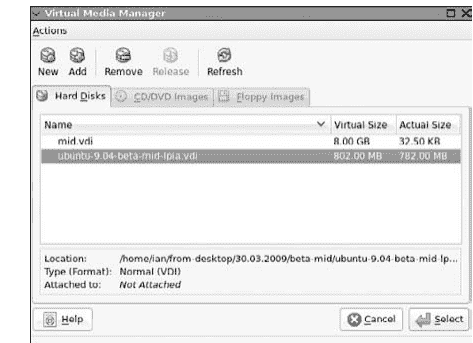 Virtual Media Manager
Actions
New Add Remove Release Refresh
Hard Disks CD/DVD Images Floppy Images
Name Virtual Size Actual Size
mid.vdi 8.00 GB 32.50 KB
ubuntu-9.04-beta-mid-lpia.vdi 802.00 MB 782.00 MB
Location: /home/ian/from-desktop/30.03.2009/beta-mid/ubuntu-9.04-beta-mid-lp...
Type (Format): Normal (VDI)
Attached to: Not Attached
Help Cancel Select